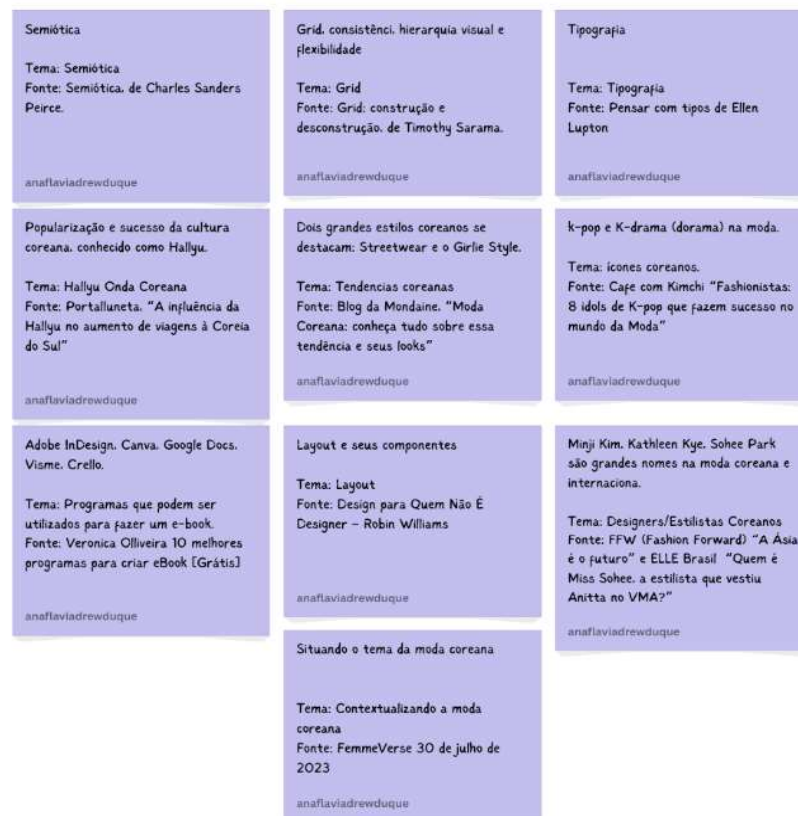 Semiótica
Tema: Semiótica
Fonte: Semiótica, de Charles Sanders
Peirce.
anaflaviadrewduque
Grid, consistênci, hierarquia visual e
flexibilidade
Tema: Grid
Fonte: Grid: construção e
desconstrução, de Timothy Sarama.
anaflaviadrewduque
Tipografia
Tema: Tipografia
Fonte: Pensar com tipos de Ellen
Lupton
anaflaviadrewduque
Popularização e sucesso da cultura
coreana, conhecido como Hallyu.
Tema: Hallyu Onda Coreana
Fonte: Portalluneta, "A influência da
Hallyu no aumento de viagens à Coreia
do Sul"
anaflaviadrewduque
Dois grandes estilos coreanos se
destacam: Streetwear e o Girlie Style.
Tema: Tendencias coreanas
Fonte: Blog da Mondaine, "Moda
Coreana: conheça tudo sobre essa
tendência e seus looks"
anaflaviadrewduque
k-pop e K-drama (dorama) na moda.
Tema: ícones coreanos.
Fonte: Cafe com Kimchi "Fashionistas:
8 idols de K-pop que fazem sucesso no
mundo da Moda"
anaflaviadrewduque
Adobe InDesign, Canva, Google Docs,
Visme, Crello.
Tema: Programas que podem ser
utilizados para fazer um e-book.
Fonte: Veronica Olliveira 10 melhores
programas para criar eBook [Grátis]
anaflaviadrewduque
Layout e seus componentes
Tema: Layout
Fonte: Design para Quem Não É
Designer – Robin Williams
anaflaviadrewduque
Minji Kim, Kathleen Kye, Sohee Park
são grandes nomes na moda coreana e
internaciona.
Tema: Designers/Estilistas Coreanos
Fonte: FFW (Fashion Forward) "A Ásia
é o futuro" e ELLE Brasil "Quem é
Miss Sohee, a estilista que vestiu
Anitta no VMA?"
anaflaviadrewduque
Situando o tema da moda coreana
Tema: Contextualizando a moda
coreana
Fonte: FemmeVerse 30 de julho de
2023
anaflaviadrewduque